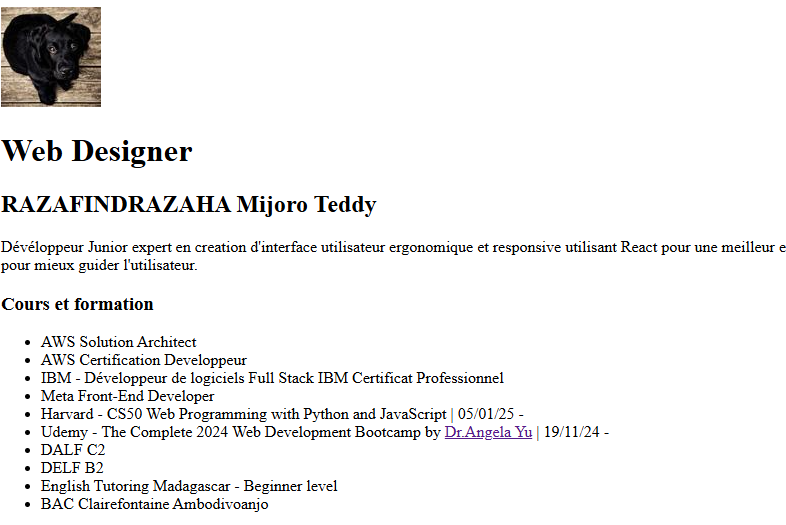 Web Designer
RAZAFINDRAZAHA Mijoro Teddy
Dévéloppeur Junior expert en creation d'interface utilisateur ergonomique et responsive utilisant React pour une meilleur e
pour mieux guider l'utilisateur.
Cours et formation
AWS Solution Architect
AWS Certification Developpeur
IBM - Développeur de logiciels Full Stack IBM Certificat Professionnel
Meta Front-End Developer
Harvard - CS50 Web Programming with Python and JavaScript | 05/01/25 -
Udemy - The Complete 2024 Web Development Bootcamp by Dr.Angela Yu | 19/11/24 -
DALF C2
DELF B2
English Tutoring Madagascar - Beginner level
BAC Clairefontaine Ambodivoanjo